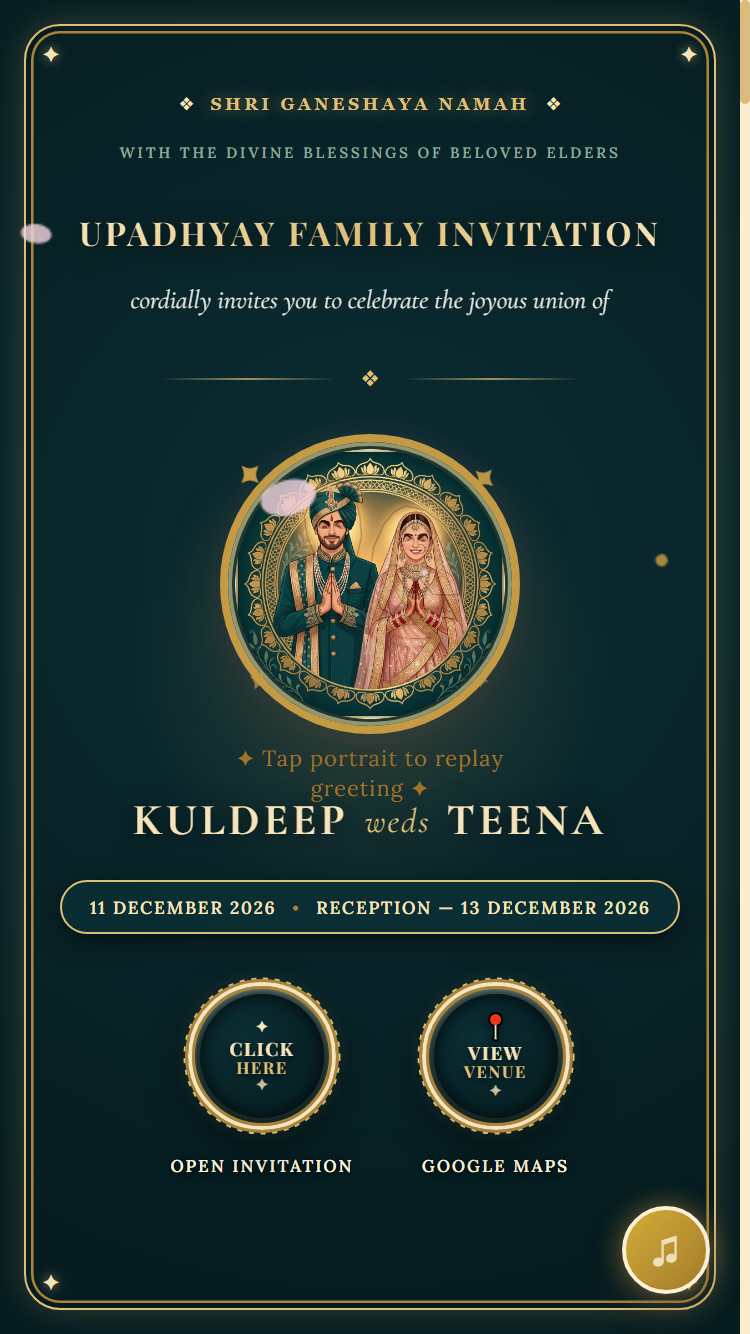 ❖ SHRI GANESHAYA NAMAH ❖
WITH THE DIVINE BLESSINGS OF BELOVED ELDERS
UPADHYAY FAMILY INVITATION
cordially invites you to celebrate the joyous union of
✦ Tap portrait to replay
greeting ✦
KULDEEP weds TEENA
11 DECEMBER 2026 • RECEPTION — 13 DECEMBER 2026
CLICK
HERE
OPEN INVITATION
VIEW
VENUE
GOOGLE MAPS